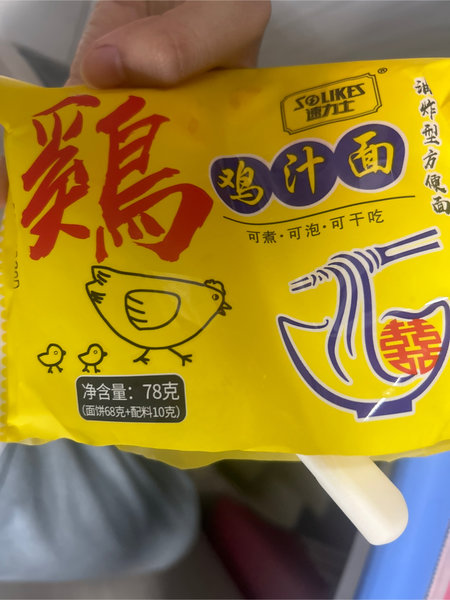 SOLIKES
速力士
®
油炸型方便面
鷄
鸡汁面
可煮·可泡·可干吃
囍
净含量：78克
(面饼68克+配料10克)